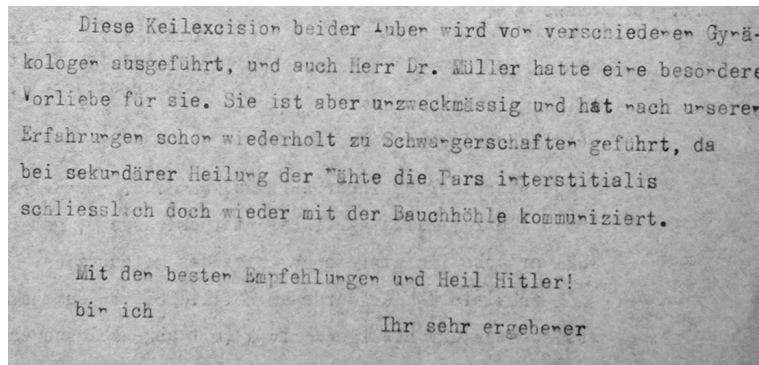 Diese Keilexcision beider Tuben wird von verschiedenen Gynä-
kologen ausgeführt, und auch Herr Dr. Müller hatte eine besondere
Vorliebe für sie. Sie ist aber unzweckmässig und hat nach unseren
Erfahrungen schon wiederholt zu Schwangerschaften geführt, da
bei sekundärer Heilung der Nähte die Pars interstitialis
schliesslich doch wieder mit der Bauchhöhle kommuniziert.
Mit den besten Empfehlungen und Heil Hitler!
bin ich
Ihr sehr ergebener